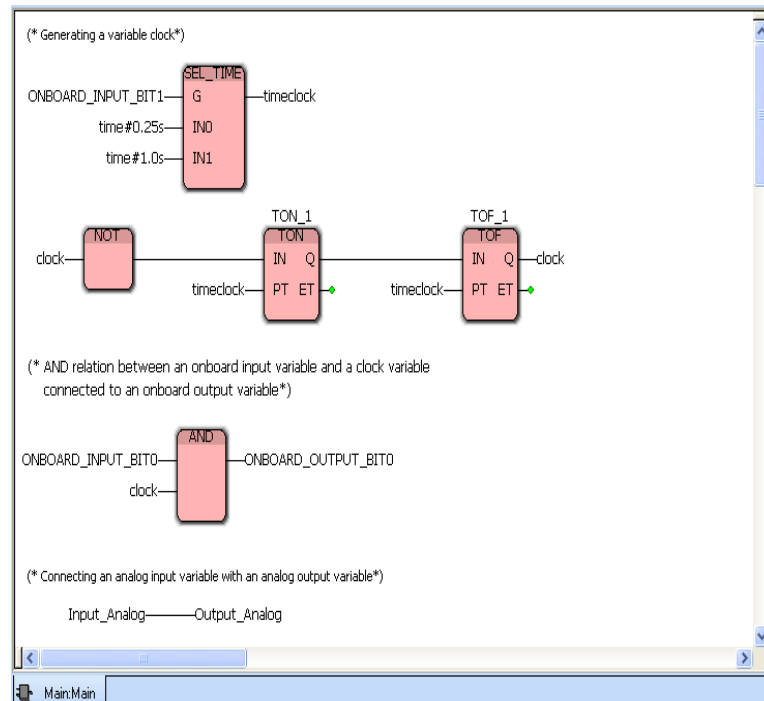 (* Generating a variable clock*)
SEL_TIME
ONBOARD_INPUT_BIT1 G timeclock
time#0.25s IN0
time#1.0s IN1
TON_1 TOF_1
NOT TON TOF
clock IN Q IN Q clock
timeclock PT ET timeclock PT ET
(* AND relation between an onboard input variable and a clock variable
connected to an onboard output variable*)
AND
ONBOARD_INPUT_BIT0 ONBOARD_OUTPUT_BIT0
clock
(* Connecting an analog input variable with an analog output variable*)
Input_Analog Output_Analog
Main:Main